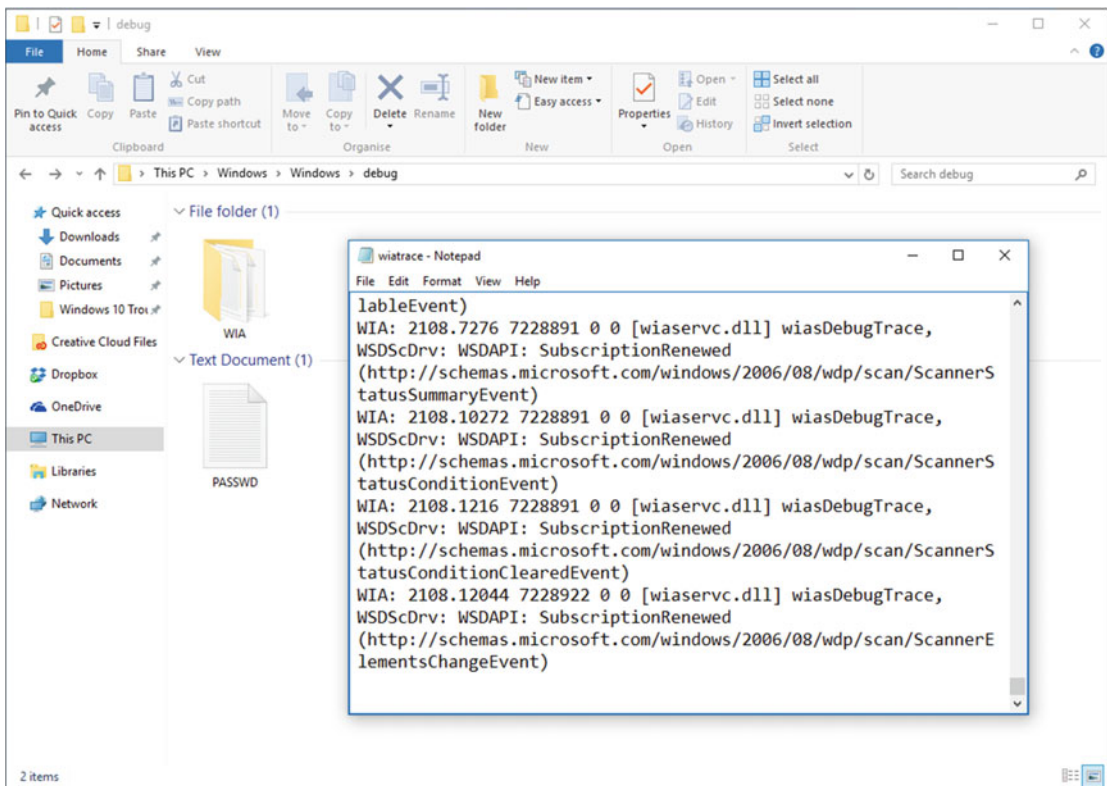 debug
File Home Share View
Pin to Quick access
Copy
Paste
Cut
Copy path
Paste shortcut
Clipboard
Move to
Copy to
Delete
Rename
Organise
New folder
New item
Easy access
New
Properties
Open
Edit
History
Open
Select all
Select none
Invert selection
Select
This PC > Windows > Windows > debug
Search debug
Quick access
Downloads
Documents
Pictures
Windows 10 Trou
Creative Cloud Files
Dropbox
OneDrive
This PC
Libraries
Network
File folder (1)
WIA
Text Document (1)
PASSWD
wiatrace - Notepad
File Edit Format View Help
lableEvent)
WIA: 2108.7276 7228891 0 0 [wiaservc.dll] wiasDebugTrace,
WSDScDrv: WSDAPI: SubscriptionRenewed
(http://schemas.microsoft.com/windows/2006/08/wdp/scan/ScannerS
tatusSummaryEvent)
WIA: 2108.10272 7228891 0 0 [wiaservc.dll] wiasDebugTrace,
WSDScDrv: WSDAPI: SubscriptionRenewed
(http://schemas.microsoft.com/windows/2006/08/wdp/scan/ScannerS
tatusConditionEvent)
WIA: 2108.1216 7228891 0 0 [wiaservc.dll] wiasDebugTrace,
WSDScDrv: WSDAPI: SubscriptionRenewed
(http://schemas.microsoft.com/windows/2006/08/wdp/scan/ScannerS
tatusConditionClearedEvent)
WIA: 2108.12044 7228922 0 0 [wiaservc.dll] wiasDebugTrace,
WSDScDrv: WSDAPI: SubscriptionRenewed
(http://schemas.microsoft.com/windows/2006/08/wdp/scan/ScannerE
lementsChangeEvent)
2 items